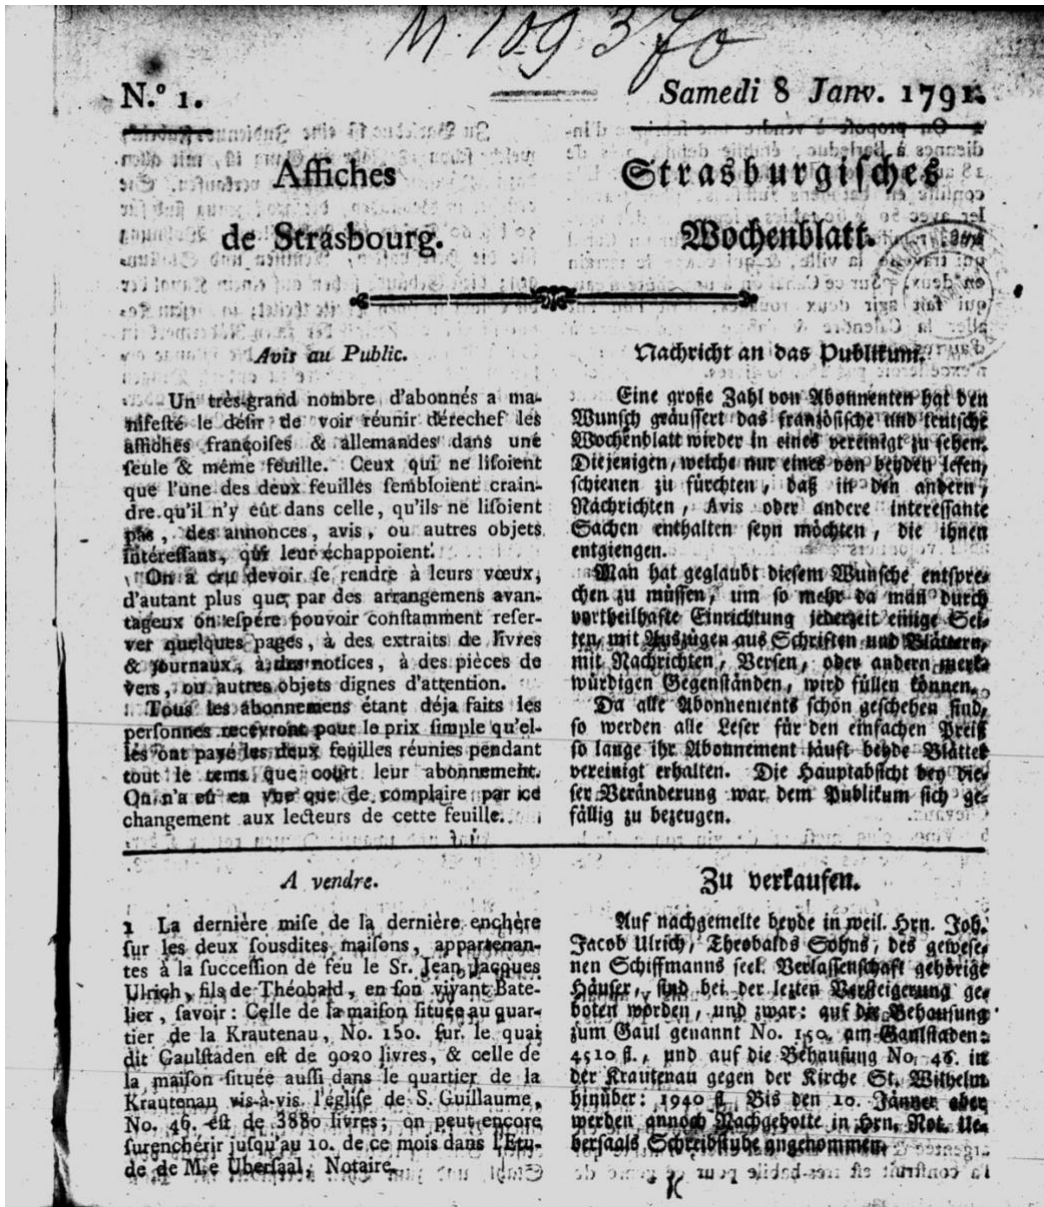 M. 10937o
N.º 1.
Samedi 8 Janv. 1791.
Affiches
de Strasbourg.
Avis au Public.
Un très-grand nombre d'abonnés a ma-
nifesté le désir de voir réunir dérechef les
affiches françoises & allemandes dans une
ſeule & même feuille. Ceux qui ne liſoient
que l'une des deux feuilles ſembloient crain-
dre qu'il n'y eût dans celle, qu'ils ne liſoient
pas, des annonces, avis, ou autres objets
intéreſſans, qui leur échappoient.
On a cru devoir ſe rendre à leurs vœux,
d'autant plus que par des arrangemens avan-
tageux on eſpére pouvoir conſtamment reſer-
ver quelques pages, à des extraits de livres
& journaux, à des notices, à des pièces de
vers, ou autres objets dignes d'attention.
Tous les abonnemens étant déja faits les
perſonnes recevront pour le prix ſimple qu'el-
les ont payé les deux feuilles réunies pendant
tout le tems que court leur abonnement.
On n'a eu en vue que de complaire par ce
changement aux lecteurs de cette feuille.
Strasburgiſches
Wochenblatt.
Nachricht an das Publikum.
Eine große Zahl von Abonnenten hat den
Wunſch geäuſſert das franzöſiſche und teutſche
Wochenblatt wieder in eines vereinigt zu ſehen.
Diejenigen, welche nur eines von beyden leſen,
ſchienen zu fürchten, daß in den andern,
Nachrichten, Avis oder andere intereſſante
Sachen enthalten ſeyn möchten, die ihnen
entgiengen.
Man hat geglaubt dieſem Wunſche entſpre-
chen zu müſſen, um ſo mehr da man durch
vortheilhafte Einrichtung jederzeit einige Sei-
ten, mit Auszügen aus Schriften und Blättern,
mit Nachrichten, Verſen, oder andern merk-
würdigen Gegenſtänden, wird füllen können.
Da alle Abonnements ſchon geſchehen ſind,
ſo werden alle Leſer für den einfachen Preiß
ſo lange ihr Abonnement läuft beyde Blätter
vereinigt erhalten. Die Hauptabſicht bey die-
ſer Veränderung war dem Publikum ſich ge-
fällig zu bezeugen.
A vendre.
1 La dernière miſe de la dernière enchère
ſur les deux ſousdites maiſons, appartenan-
tes à la ſucceſſion de feu le Sr. Jean Jacques
Ulrich, fils de Théobald, en ſon vivant Bate-
lier, ſavoir: Celle de la maiſon ſituée au quar-
tier de la Krautenau, No. 150. ſur le quai
dit Gaulſtaden eſt de 9020 livres, & celle de
la maiſon ſituée auſſi dans le quartier de la
Krautenau vis-à-vis l'égliſe de S. Guillaume,
No. 46. eſt de 3880 livres; on peut encore
ſurenchérir juſqu'au 10. de ce mois dans l'Etu-
de de M.e Uberſaal, Notaire.
Zu verkaufen.
Auf nachgemelte beyde in weil. Hrn. Joh.
Jacob Ulrich, Theobalds Sohns, des geweſe-
nen Schiffmanns ſeel. Verlaſſenſchaft gehörige
Häuſer, ſind bei der lezten Verſteigerung ge-
boten worden, und zwar: auf die Behauſung
zum Gaul genannt No. 150. am Gaulſtaden:
4510 fl., und auf die Behauſung No. 46. in
der Krautenau gegen der Kirche St. Wilhelm
hinüber: 1940 fl. Bis den 10. Jänner aber
werden annoch Nachgebotte in Hrn. Not. Ue-
berſaals Schreibſtube angenommen.